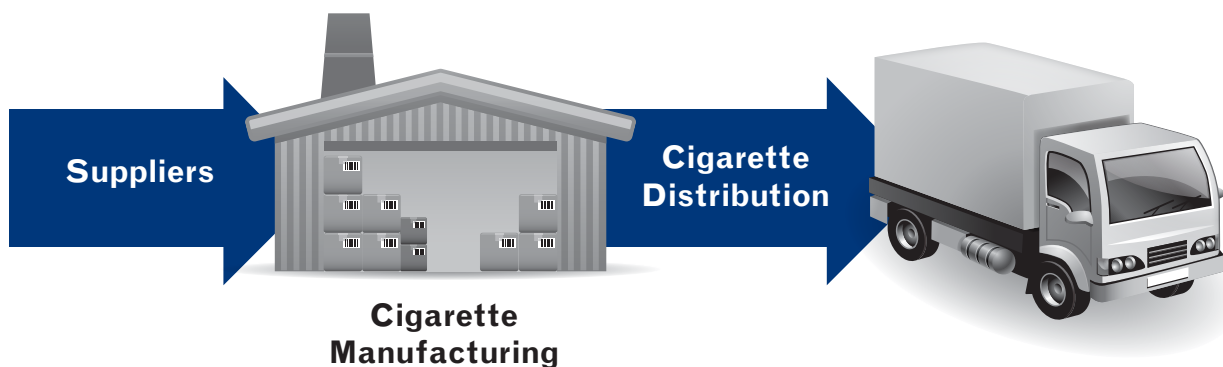 Suppliers
Cigarette
Manufacturing
Cigarette
Distribution